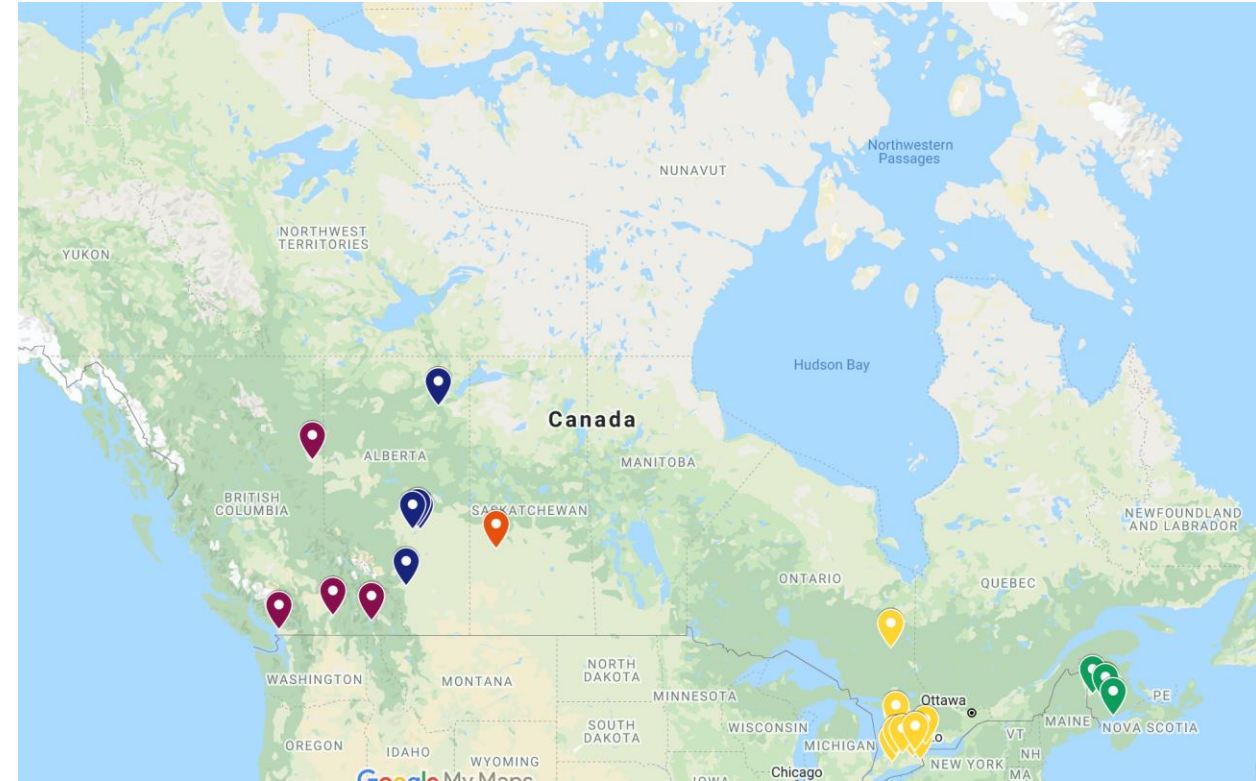 Northwestern
Passages
NUNAVUT
NORTHWEST
TERRITORIES
YUKON
Hudson Bay
Canada
ALBERTA
MANITOBA
BRITISH
COLUMBIA
SASKATCHEWAN
NEWFOUNDLAND
AND LABRADOR
ONTARIO
QUEBEC
NORTH
DAKOTA
WASHINGTON
MONTANA
MINNESOTA
Ottawa
PE
MAINE
NOVA SCOTIA
SOUTH
DAKOTA
WISCONSIN
MICHIGAN
VT
NH
OREGON
IDAHO
WYOMING
NEW YORK
MA
Chicago
IOWA
Google My Maps